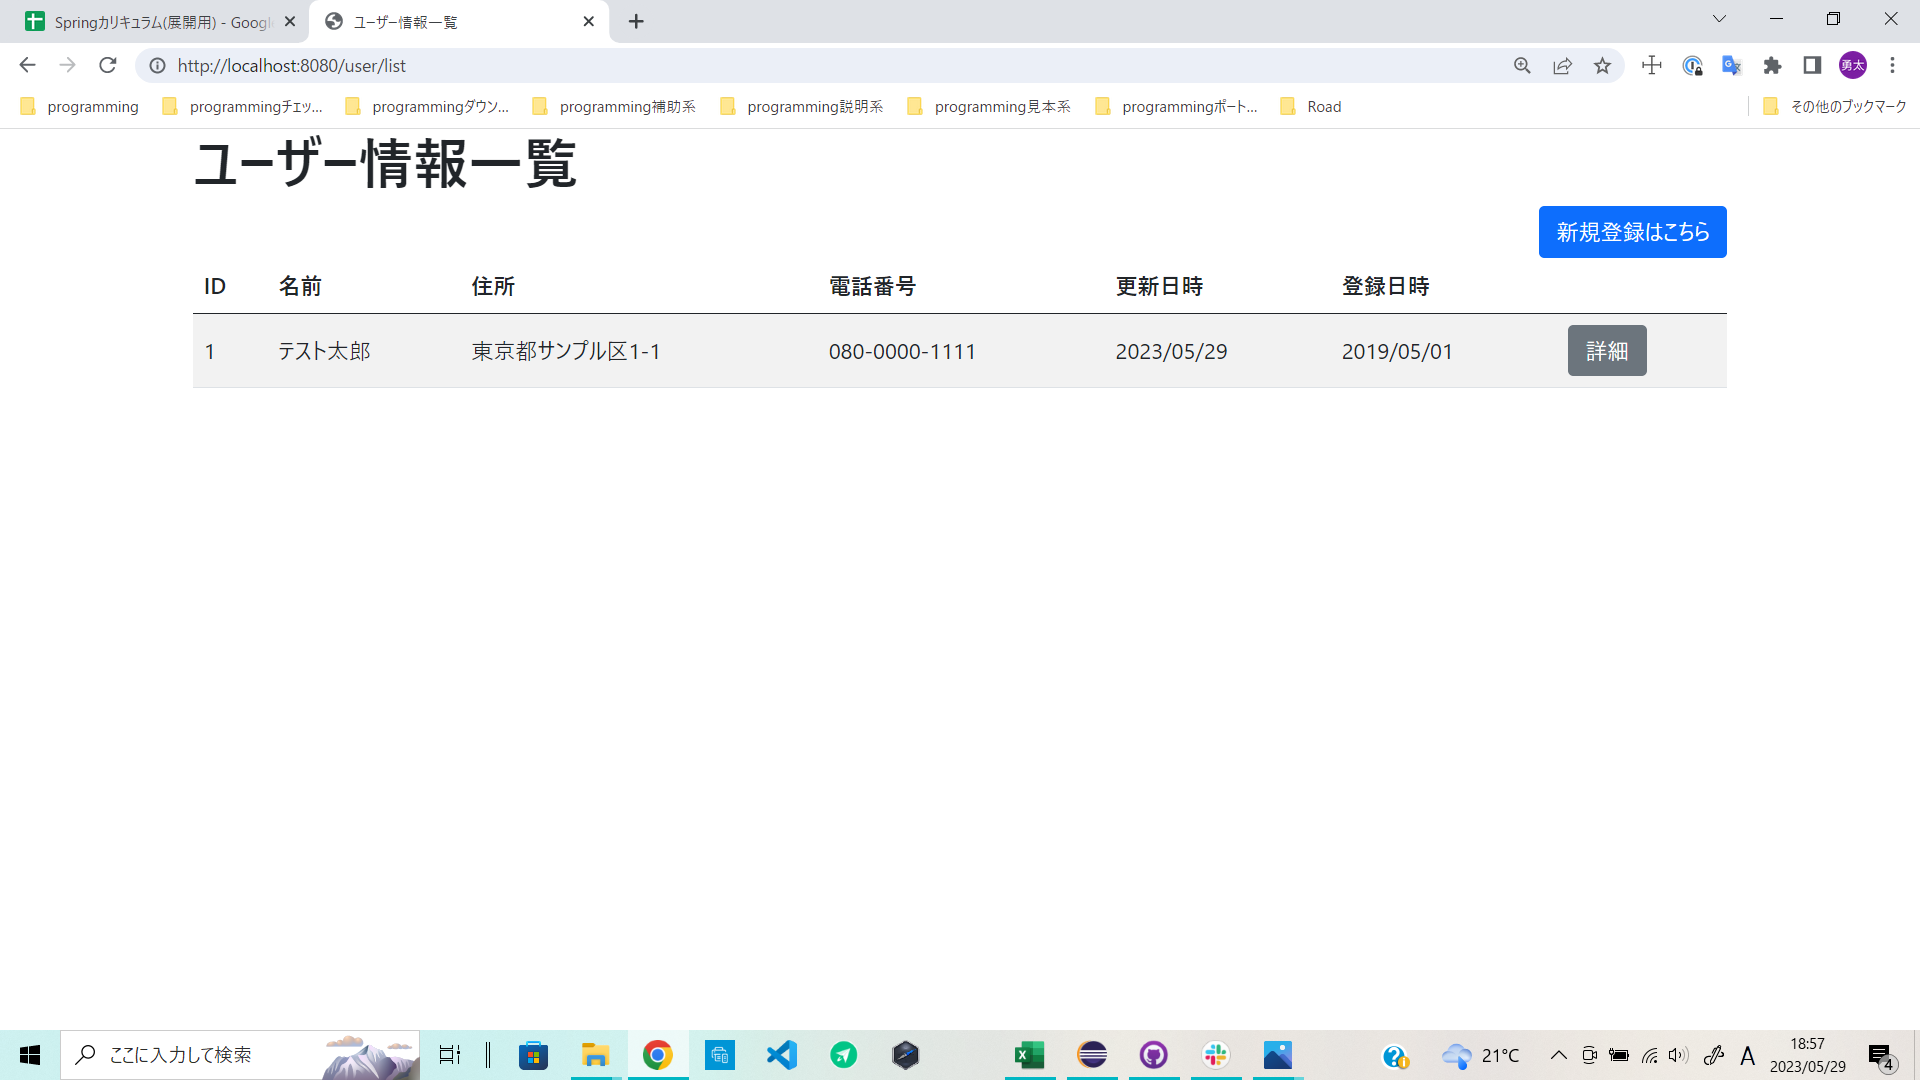 Springカリキュラム(展開用) - Googl
ユーザー情報一覧
http://localhost:8080/user/list
勇太
programming
programmingチェッ...
programmingダウン...
programming補助系
programming説明系
programming見本系
programmingポート...
Road
その他のブックマーク
ユーザー情報一覧
新規登録はこちら
ID 名前 住所 電話番号 更新日時 登録日時
1 テスト太郎 東京都サンプル区1-1 080-0000-1111 2023/05/29 2019/05/01 詳細
ここに入力して検索
21°C
A
18:57
2023/05/29
4